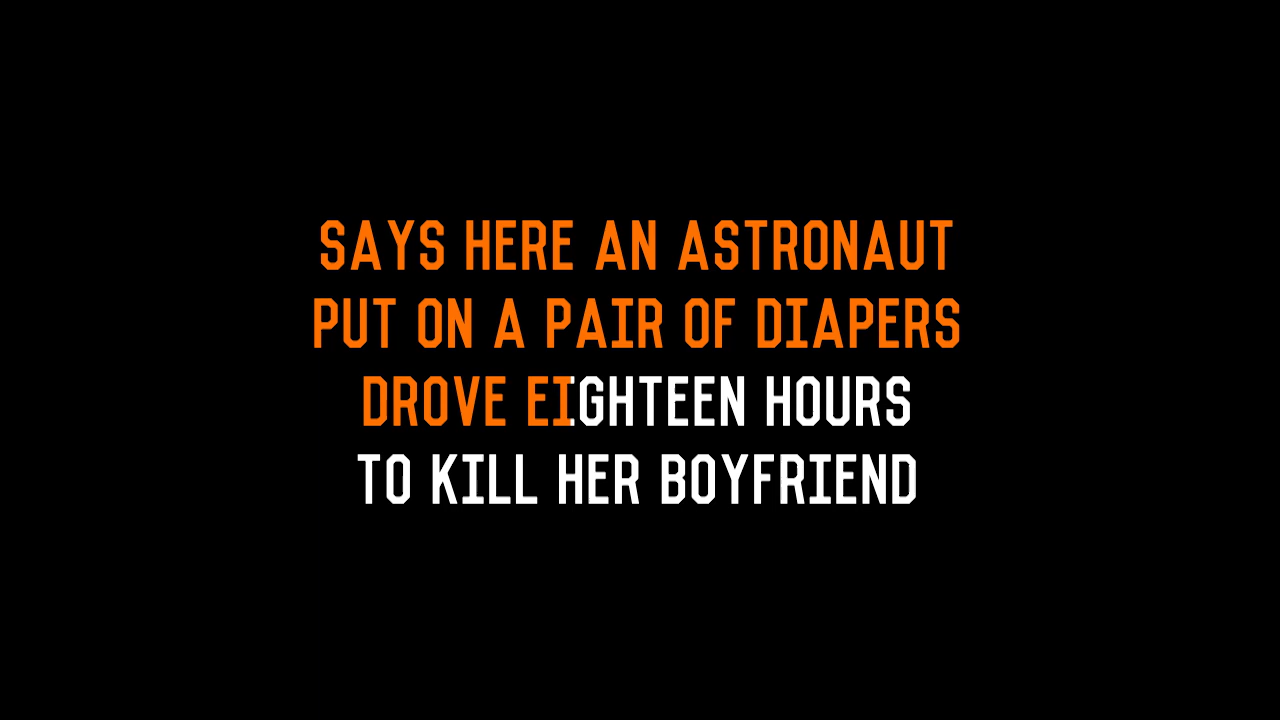 SAYS HERE AN ASTRONAUT
PUT ON A PAIR OF DIAPERS
DROVE EIGHTEEN HOURS
TO KILL HER BOYFRIEND